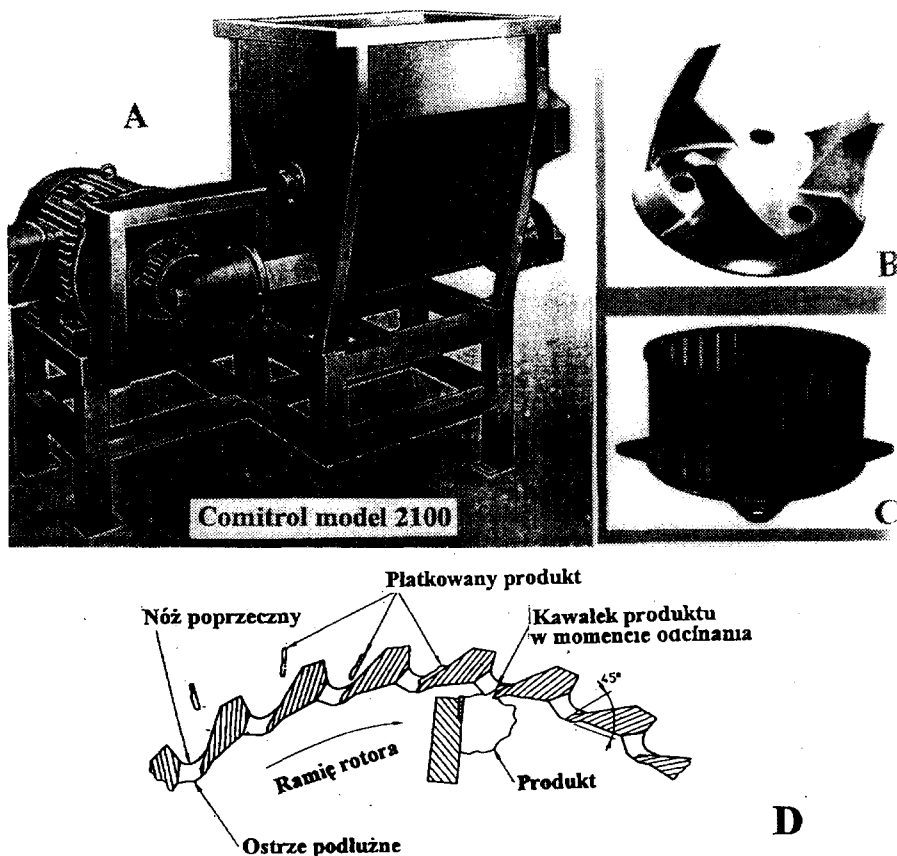 A
B
Comitrol model 2100
C
Płatkowany produkt
Nóż poprzeczny
Kawałek produktu
w momencie odcinania
45°
Ramię rotora
Produkt
D
Ostrze podłużne